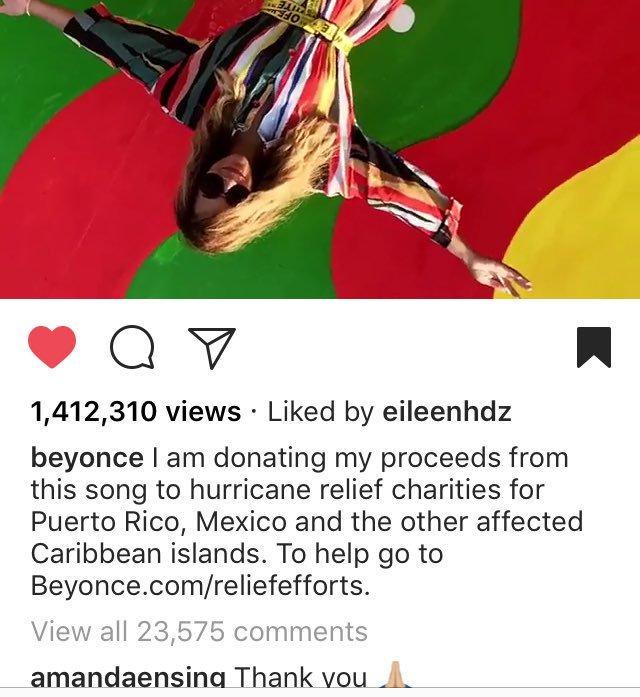 1,412,310 views · Liked by eileenhdz
beyonce I am donating my proceeds from
this song to hurricane relief charities for
Puerto Rico, Mexico and the other affected
Caribbean islands. To help go to
Beyonce.com/reliefefforts.
View all 23,575 comments
amandaensing Thank you 🙏🏼